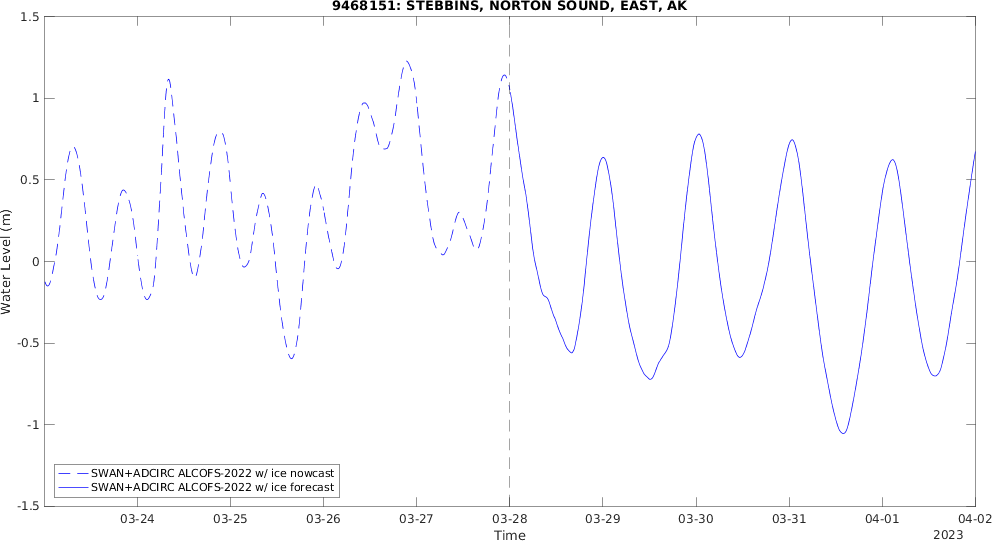 9468151: STEBBINS, NORTON SOUND, EAST, AK
1.5
1
0.5
0
-0.5
-1
-1.5
Water Level (m)
SWAN+ADCIRC ALCOFS-2022 w/ ice nowcast
SWAN+ADCIRC ALCOFS-2022 w/ ice forecast
03-24 03-25 03-26 03-27 03-28 03-29 03-30 03-31 04-01 04-02
Time
2023